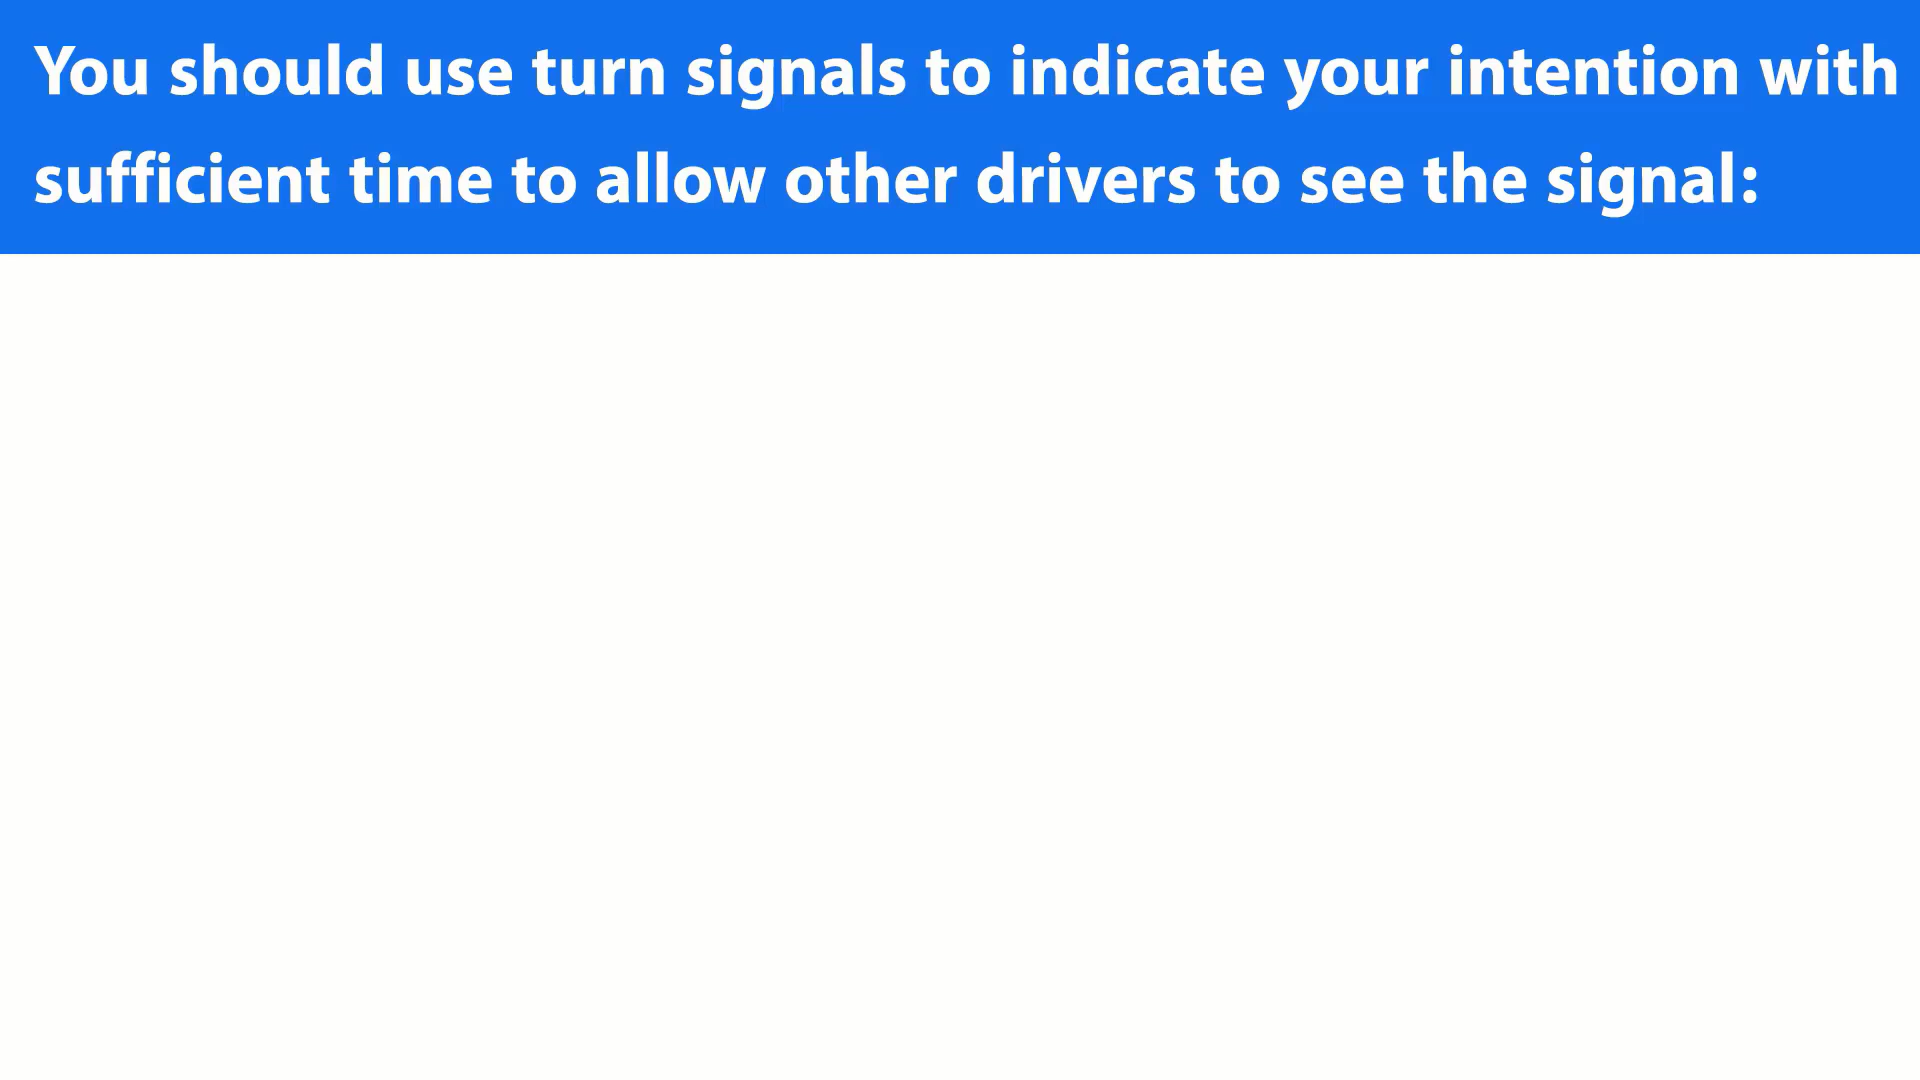 You should use turn signals to indicate your intention with
sufficient time to allow other drivers to see the signal: